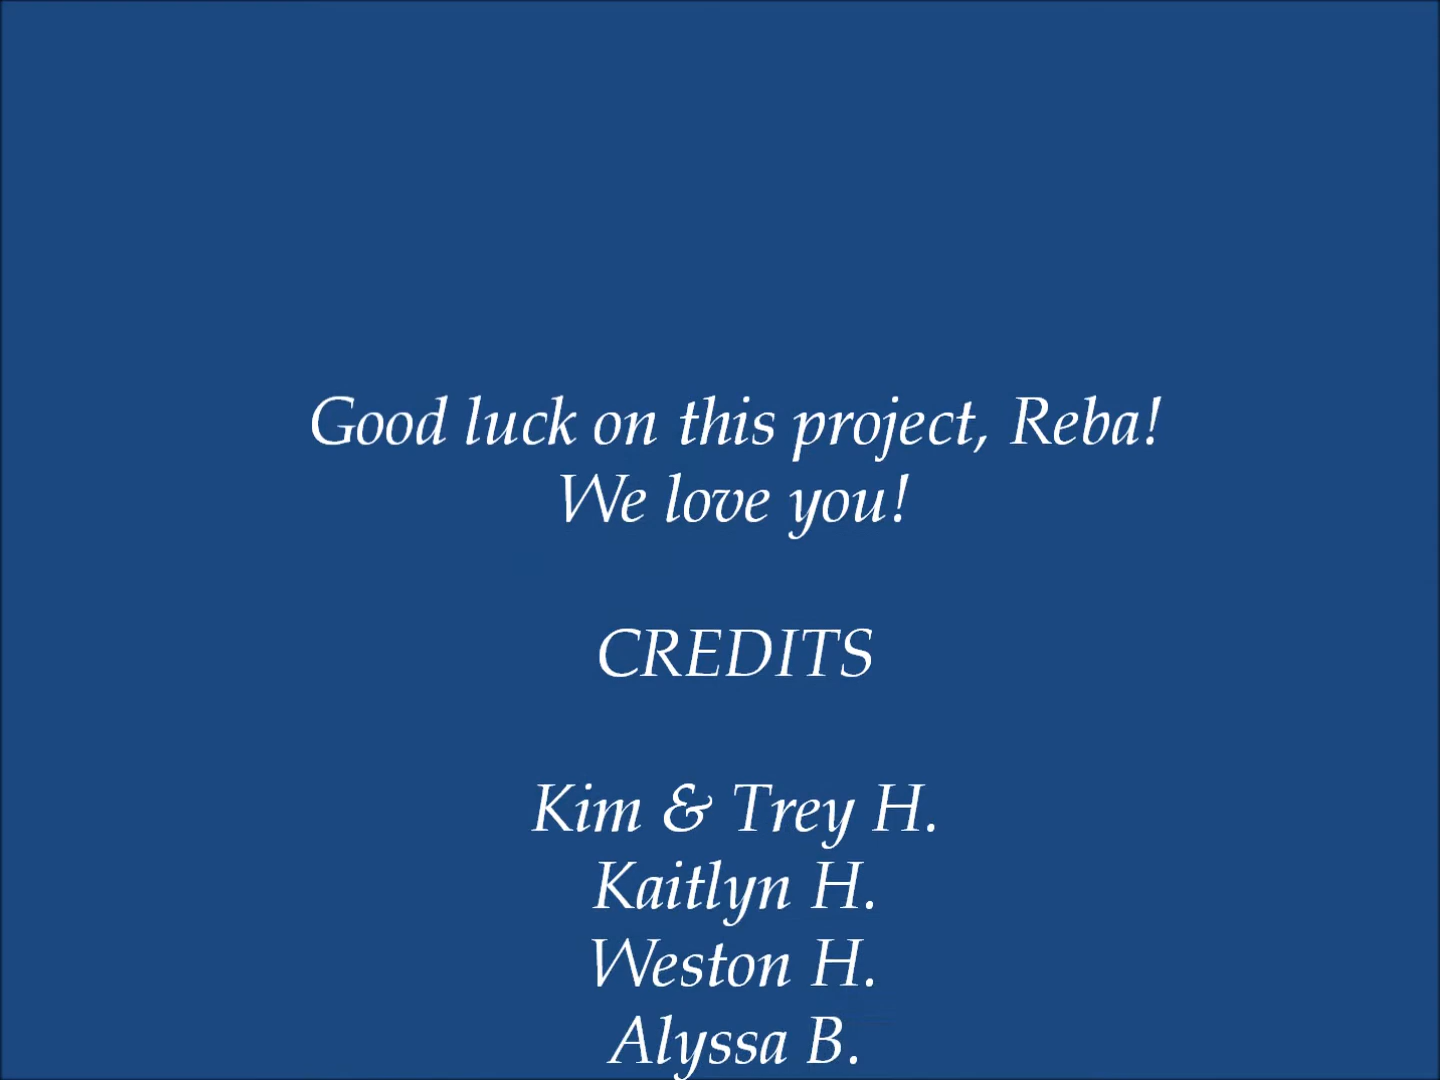 Good luck on this project, Reba!
We love you!
CREDITS
Kim & Trey H.
Kaitlyn H.
Weston H.
Alyssa B.